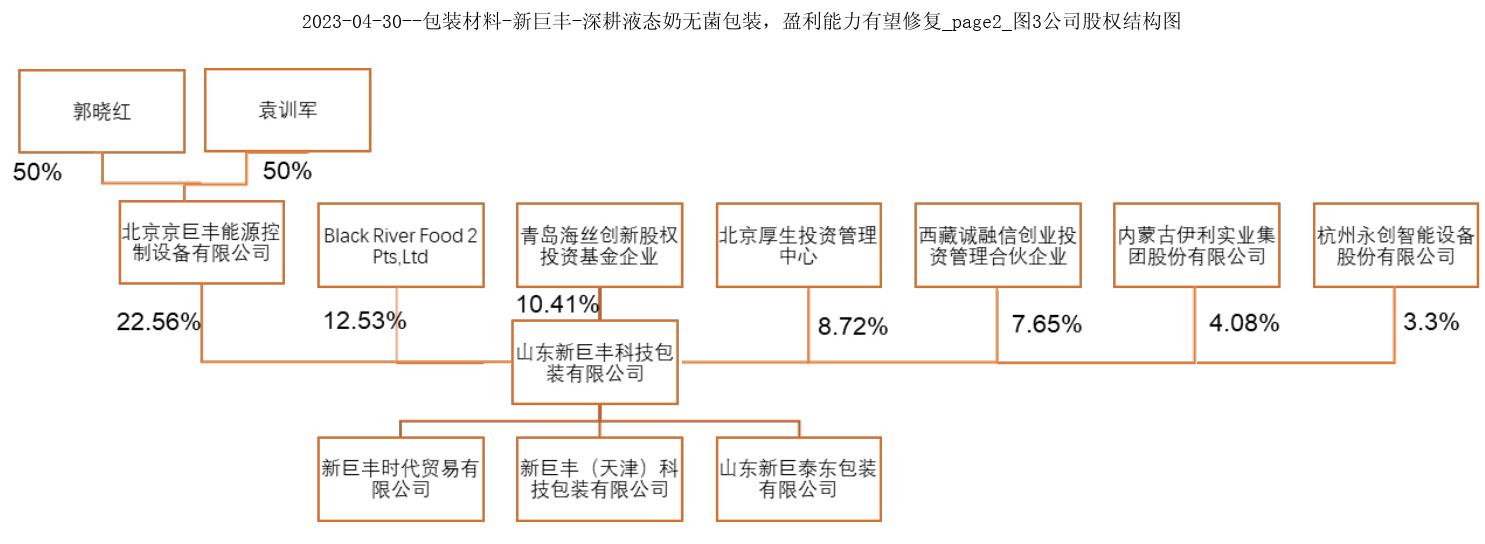 2023-04-30--包装材料-新巨丰-深耕液态奶无菌包装，盈利能力有望修复_page2_图3公司股权结构图
郭晓红
袁训军
50%
50%
北京京巨丰能源控
制设备有限公司
Black River Food 2
Pts,Ltd
青岛海丝创新股权
投资基金企业
北京厚生投资管理
中心
西藏诚融信创业投
资管理合伙企业
内蒙古伊利实业集
团股份有限公司
杭州永创智能设备
股份有限公司
22.56%
12.53%
10.41%
8.72%
7.65%
4.08%
3.3%
山东新巨丰科技包
装有限公司
新巨丰时代贸易有
限公司
新巨丰（天津）科
技包装有限公司
山东新巨泰东包装
有限公司